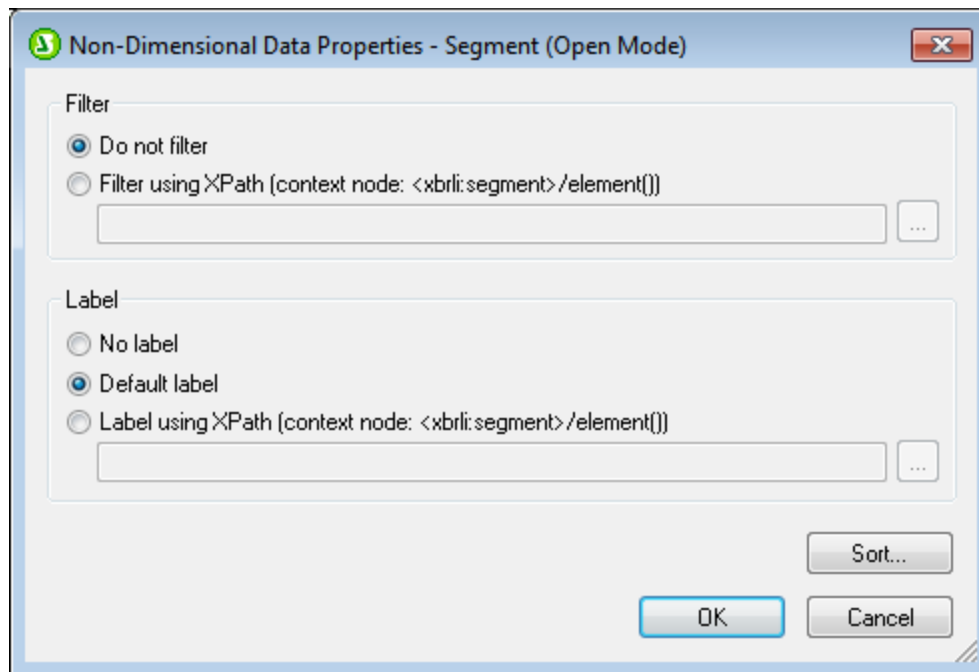 Non-Dimensional Data Properties - Segment (Open Mode)
Filter
Do not filter
Filter using XPath (context node: <xbrli:segment>/element())
...
Label
No label
Default label
Label using XPath (context node: <xbrli:segment>/element())
...
Sort...
OK Cancel